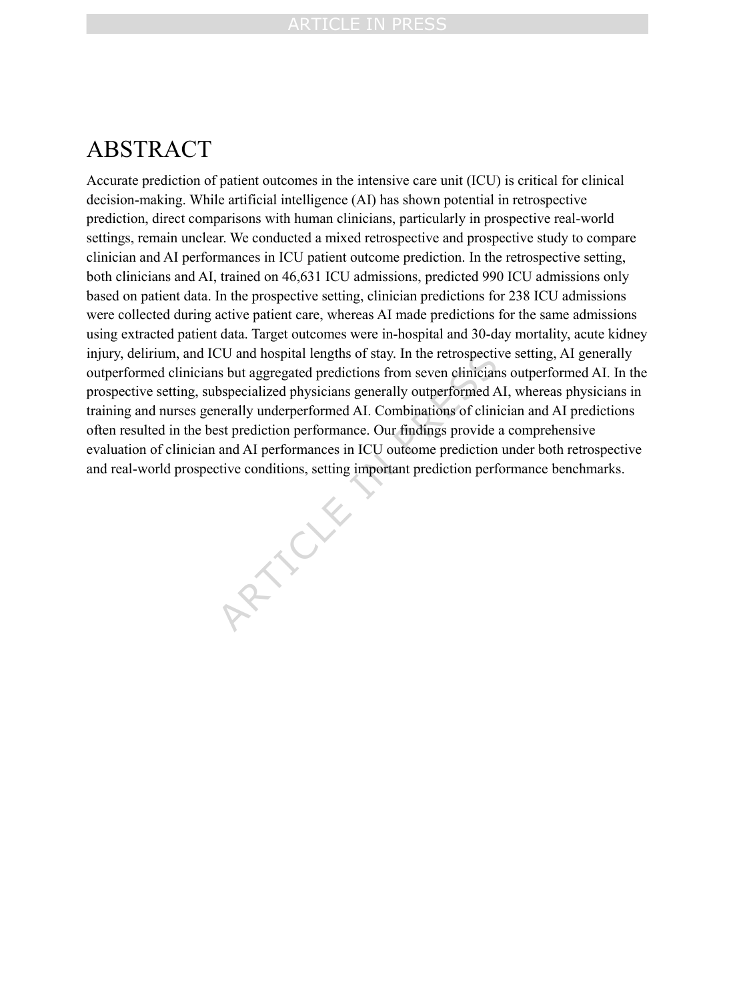 ARTICLE IN PRESS
ABSTRACT
Accurate prediction of patient outcomes in the intensive care unit (ICU) is critical for clinical
decision-making. While artificial intelligence (AI) has shown potential in retrospective
prediction, direct comparisons with human clinicians, particularly in prospective real-world
settings, remain unclear. We conducted a mixed retrospective and prospective study to compare
clinician and AI performances in ICU patient outcome prediction. In the retrospective setting,
both clinicians and AI, trained on 46,631 ICU admissions, predicted 990 ICU admissions only
based on patient data. In the prospective setting, clinician predictions for 238 ICU admissions
were collected during active patient care, whereas AI made predictions for the same admissions
using extracted patient data. Target outcomes were in-hospital and 30-day mortality, acute kidney
injury, delirium, and ICU and hospital lengths of stay. In the retrospective setting, AI generally
outperformed clinicians but aggregated predictions from seven clinicians outperformed AI. In the
prospective setting, subspecialized physicians generally outperformed AI, whereas physicians in
training and nurses generally underperformed AI. Combinations of clinician and AI predictions
often resulted in the best prediction performance. Our findings provide a comprehensive
evaluation of clinician and AI performances in ICU outcome prediction under both retrospective
and real-world prospective conditions, setting important prediction performance benchmarks.
ARTICLE IN PRESS